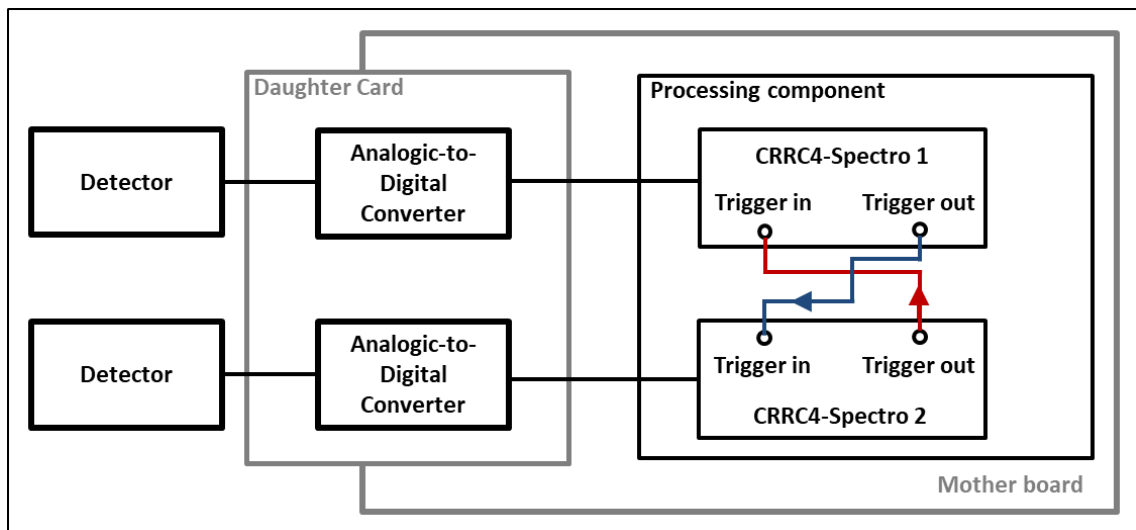 Daughter Card
Processing component
Detector
Analogic-to-
Digital
Converter
CRRC4-Spectro 1
Trigger in
Trigger out
Detector
Analogic-to-
Digital
Converter
Trigger in
Trigger out
CRRC4-Spectro 2
Mother board